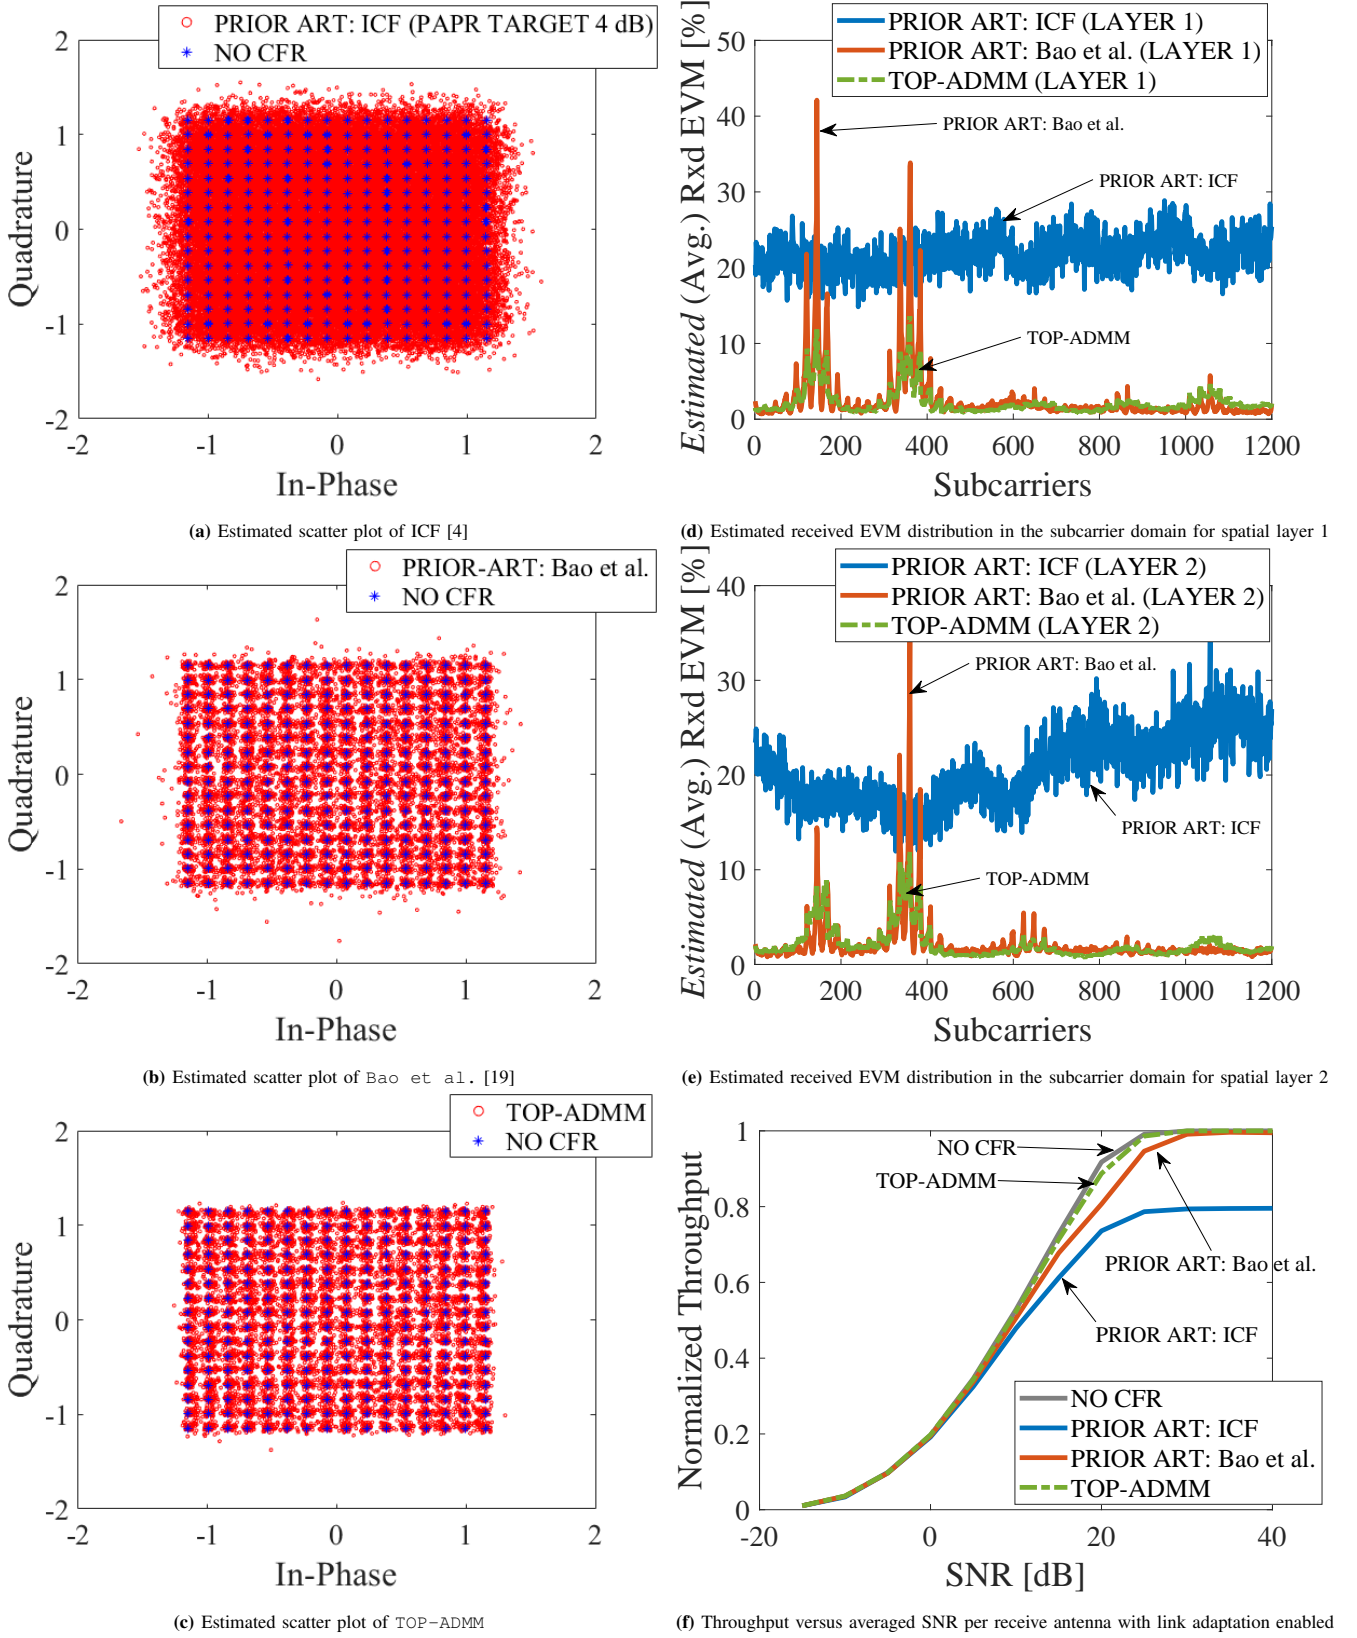 PRIOR ART: ICF (PAPR TARGET 4 dB)
NO CFR
2
1
0
-1
-2
Quadrature
-2
-1
0
1
2
In-Phase
(a) Estimated scatter plot of ICF [4]
PRIOR-ART: Bao et al.
NO CFR
2
1
0
-1
-2
Quadrature
-2
-1
0
1
2
In-Phase
(b) Estimated scatter plot of Bao et al. [19]
TOP-ADMM
NO CFR
2
1
0
-1
-2
Quadrature
-2
-1
0
1
2
In-Phase
(c) Estimated scatter plot of TOP-ADMM
PRIOR ART: ICF (LAYER 1)
PRIOR ART: Bao et al. (LAYER 1)
TOP-ADMM (LAYER 1)
PRIOR ART: Bao et al.
PRIOR ART: ICF
TOP-ADMM
50
40
30
20
10
0
Estimated (Avg.) Rxd EVM [%]
0
200
400
600
800
1000
1200
Subcarriers
(d) Estimated received EVM distribution in the subcarrier domain for spatial layer 1
PRIOR ART: ICF (LAYER 2)
PRIOR ART: Bao et al. (LAYER 2)
TOP-ADMM (LAYER 2)
PRIOR ART: Bao et al.
PRIOR ART: ICF
TOP-ADMM
40
30
20
10
0
Estimated (Avg.) Rxd EVM [%]
0
200
400
600
800
1000
1200
Subcarriers
(e) Estimated received EVM distribution in the subcarrier domain for spatial layer 2
NO CFR
TOP-ADMM
PRIOR ART: Bao et al.
PRIOR ART: ICF
NO CFR
PRIOR ART: ICF
PRIOR ART: Bao et al.
TOP-ADMM
1
0.8
0.6
0.4
0.2
0
Normalized Throughput
-20
0
20
40
SNR [dB]
(f) Throughput versus averaged SNR per receive antenna with link adaptation enabled